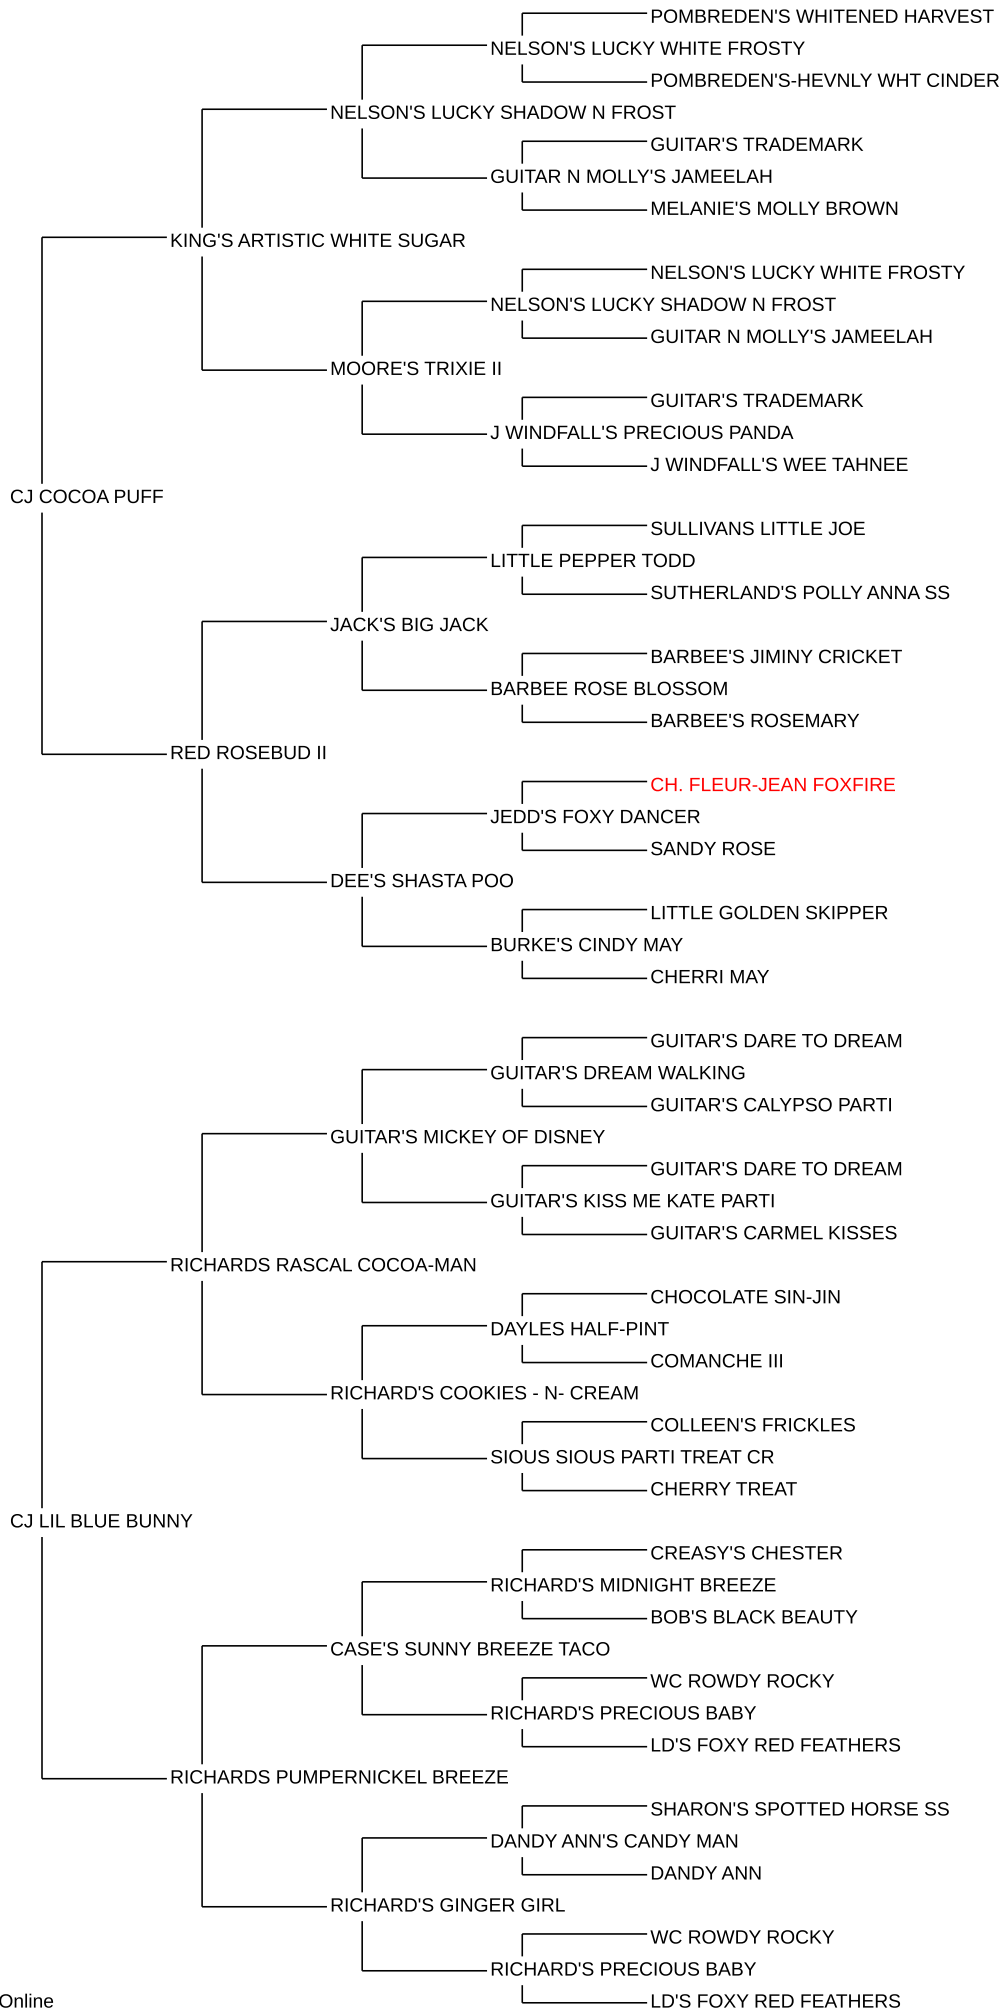 POMBREDEN'S WHITENED HARVEST
NELSON'S LUCKY WHITE FROSTY
POMBREDEN'S-HEVNLY WHT CINDER
NELSON'S LUCKY SHADOW N FROST
GUITAR'S TRADEMARK
GUITAR N MOLLY'S JAMEELAH
MELANIE'S MOLLY BROWN
KING'S ARTISTIC WHITE SUGAR
NELSON'S LUCKY WHITE FROSTY
NELSON'S LUCKY SHADOW N FROST
GUITAR N MOLLY'S JAMEELAH
MOORE'S TRIXIE II
GUITAR'S TRADEMARK
J WINDFALL'S PRECIOUS PANDA
J WINDFALL'S WEE TAHNEE
CJ COCOA PUFF
SULLIVANS LITTLE JOE
LITTLE PEPPER TODD
SUTHERLAND'S POLLY ANNA SS
JACK'S BIG JACK
BARBEE'S JIMINY CRICKET
BARBEE ROSE BLOSSOM
BARBEE'S ROSEMARY
RED ROSEBUD II
CH. FLEUR-JEAN FOXFIRE
JEDD'S FOXY DANCER
SANDY ROSE
DEE'S SHASTA POO
LITTLE GOLDEN SKIPPER
BURKE'S CINDY MAY
CHERRI MAY
GUITAR'S DARE TO DREAM
GUITAR'S DREAM WALKING
GUITAR'S CALYPSO PARTI
GUITAR'S MICKEY OF DISNEY
GUITAR'S DARE TO DREAM
GUITAR'S KISS ME KATE PARTI
GUITAR'S CARMEL KISSES
RICHARDS RASCAL COCOA-MAN
CHOCOLATE SIN-JIN
DAYLES HALF-PINT
COMANCHE III
RICHARD'S COOKIES - N- CREAM
COLLEEN'S FRICKLES
SIOUS SIOUS PARTI TREAT CR
CHERRY TREAT
CJ LIL BLUE BUNNY
CREASY'S CHESTER
RICHARD'S MIDNIGHT BREEZE
BOB'S BLACK BEAUTY
CASE'S SUNNY BREEZE TACO
WC ROWDY ROCKY
RICHARD'S PRECIOUS BABY
LD'S FOXY RED FEATHERS
RICHARDS PUMPERNICKEL BREEZE
SHARON'S SPOTTED HORSE SS
DANDY ANN'S CANDY MAN
DANDY ANN
RICHARD'S GINGER GIRL
WC ROWDY ROCKY
RICHARD'S PRECIOUS BABY
LD'S FOXY RED FEATHERS
Online